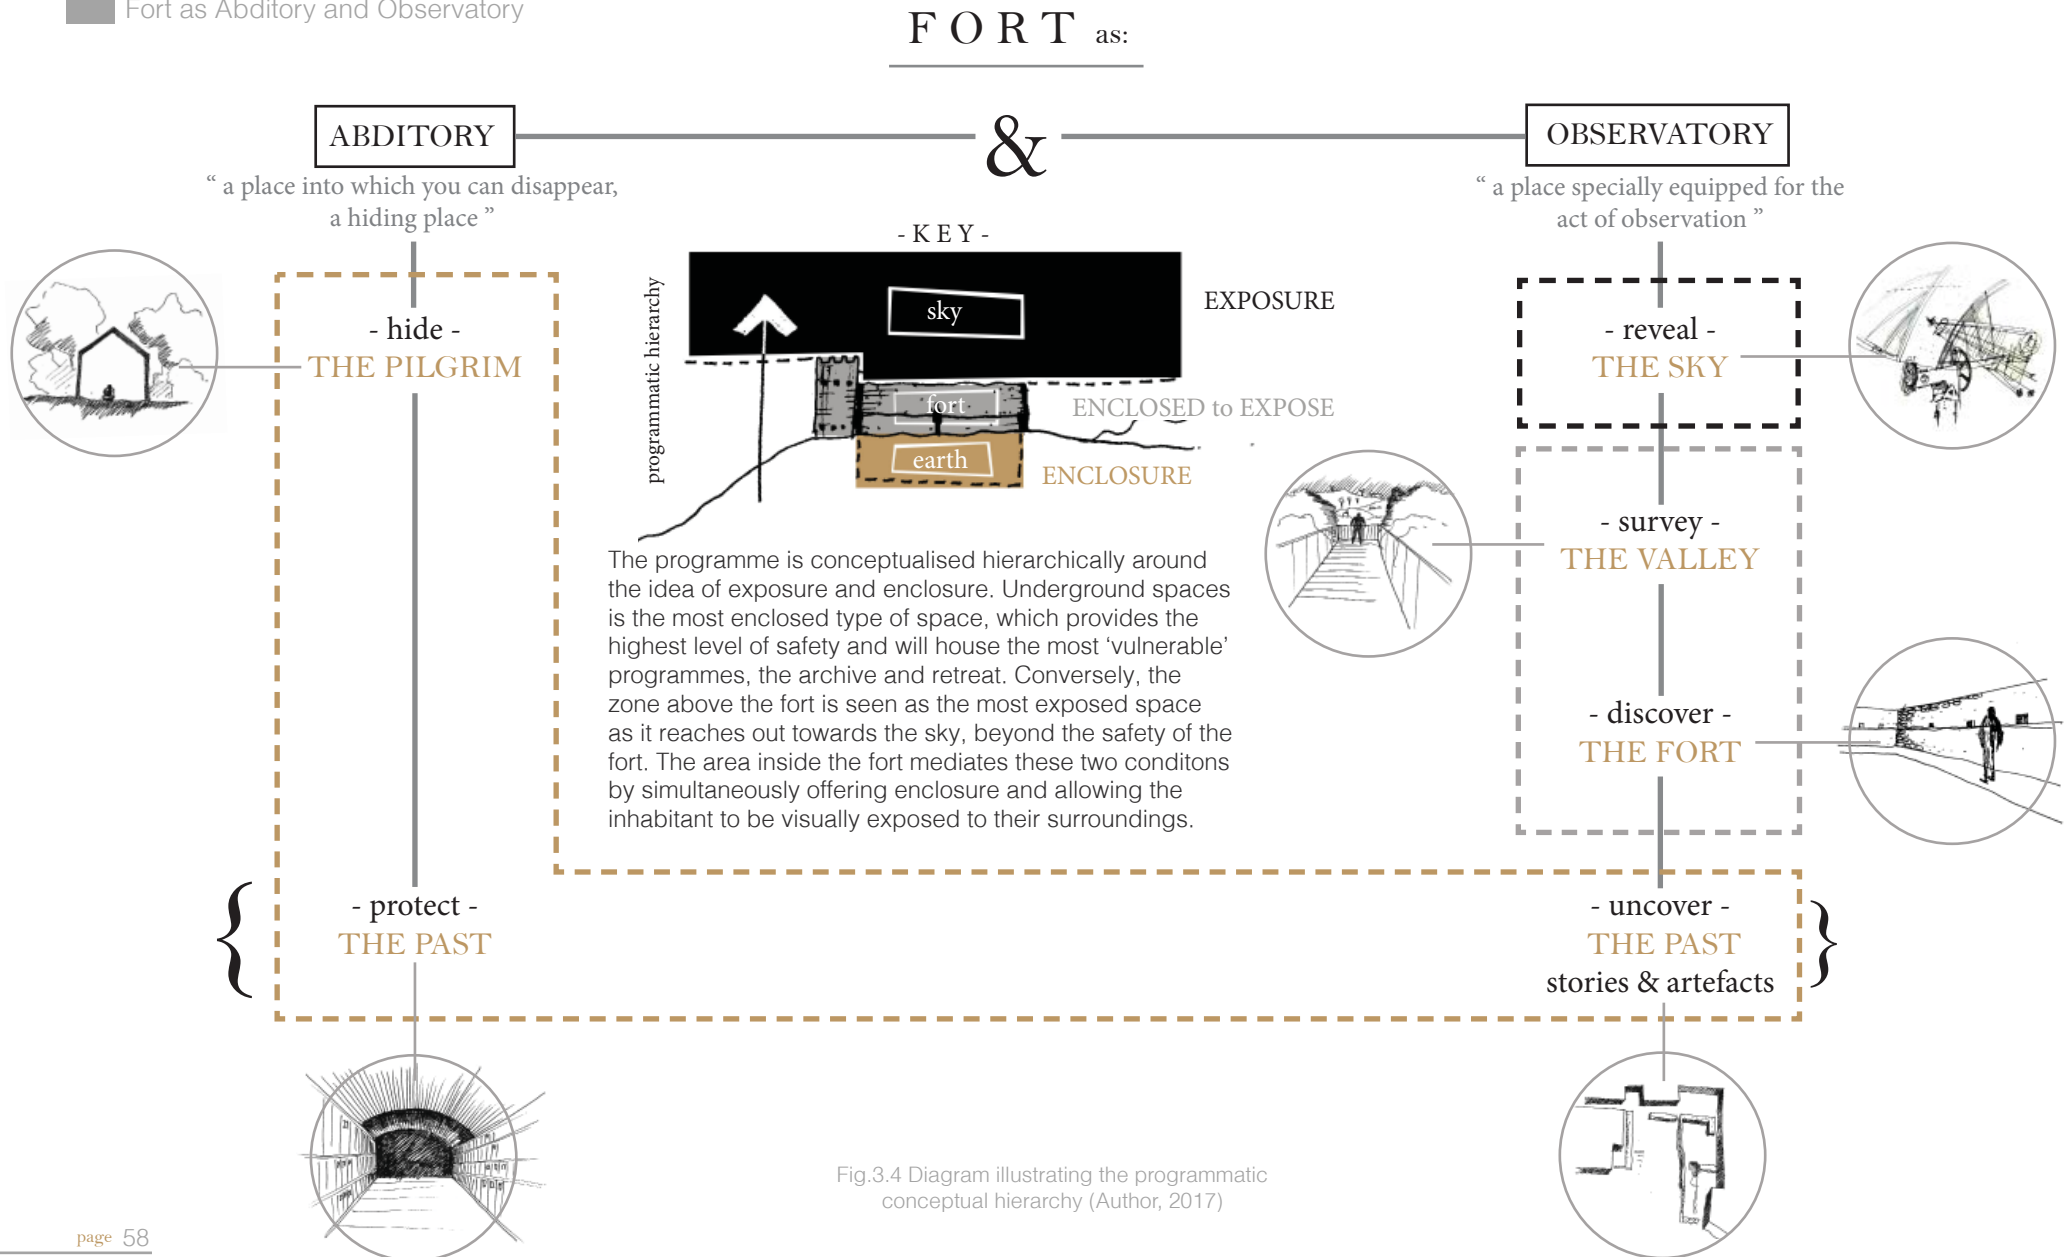 Fort as Abditory and Observatory
FORT as:
ABDITORY
&
OBSERVATORY
“ a place into which you can disappear,
a hiding place ”
“ a place specially equipped for the
act of observation ”
- KEY -
programmatic hierarchy
sky
EXPOSURE
fort
ENCLOSED to EXPOSE
earth
ENCLOSURE
- hide -
THE PILGRIM
- reveal -
THE SKY
- survey -
THE VALLEY
The programme is conceptualised hierarchically around
the idea of exposure and enclosure. Underground spaces
is the most enclosed type of space, which provides the
highest level of safety and will house the most ‘vulnerable’
programmes, the archive and retreat. Conversely, the
zone above the fort is seen as the most exposed space
as it reaches out towards the sky, beyond the safety of the
fort. The area inside the fort mediates these two conditons
by simultaneously offering enclosure and allowing the
inhabitant to be visually exposed to their surroundings.
- discover -
THE FORT
{
- protect -
THE PAST
- uncover -
THE PAST
stories & artefacts
}
Fig.3.4 Diagram illustrating the programmatic
conceptual hierarchy (Author, 2017)
page 58